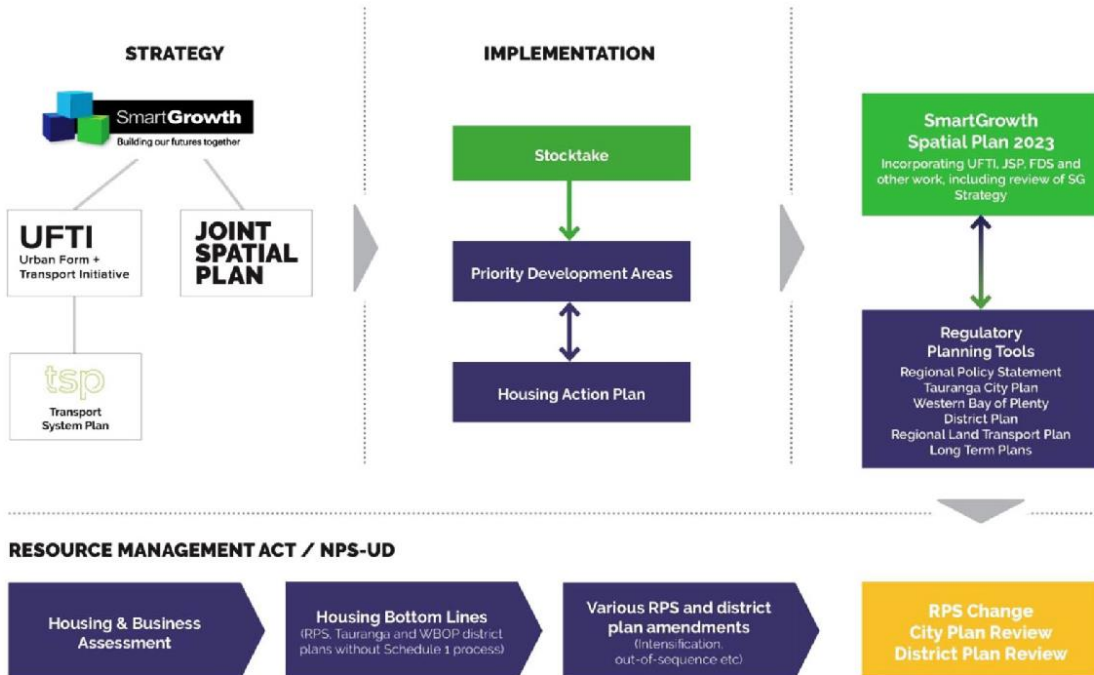 STRATEGY
SmartGrowth
Building our futures together
UFTI
Urban Form +
Transport Initiative
JOINT
SPATIAL
PLAN
tsp
Transport
System Plan
IMPLEMENTATION
Stocktake
Priority Development Areas
Housing Action Plan
SmartGrowth
Spatial Plan 2023
Incorporating UFTI, JSP, FDS and
other work, including review of SG
Strategy
Regulatory
Planning Tools
Regional Policy Statement
Tauranga City Plan
Western Bay of Plenty
District Plan
Regional Land Transport Plan
Long Term Plans
RESOURCE MANAGEMENT ACT / NPS-UD
Housing & Business
Assessment
Housing Bottom Lines
(RPS, Tauranga and WBOP district
plans without Schedule 1 process)
Various RPS and district
plan amendments
(Intensification,
out-of-sequence etc)
RPS Change
City Plan Review
District Plan Review